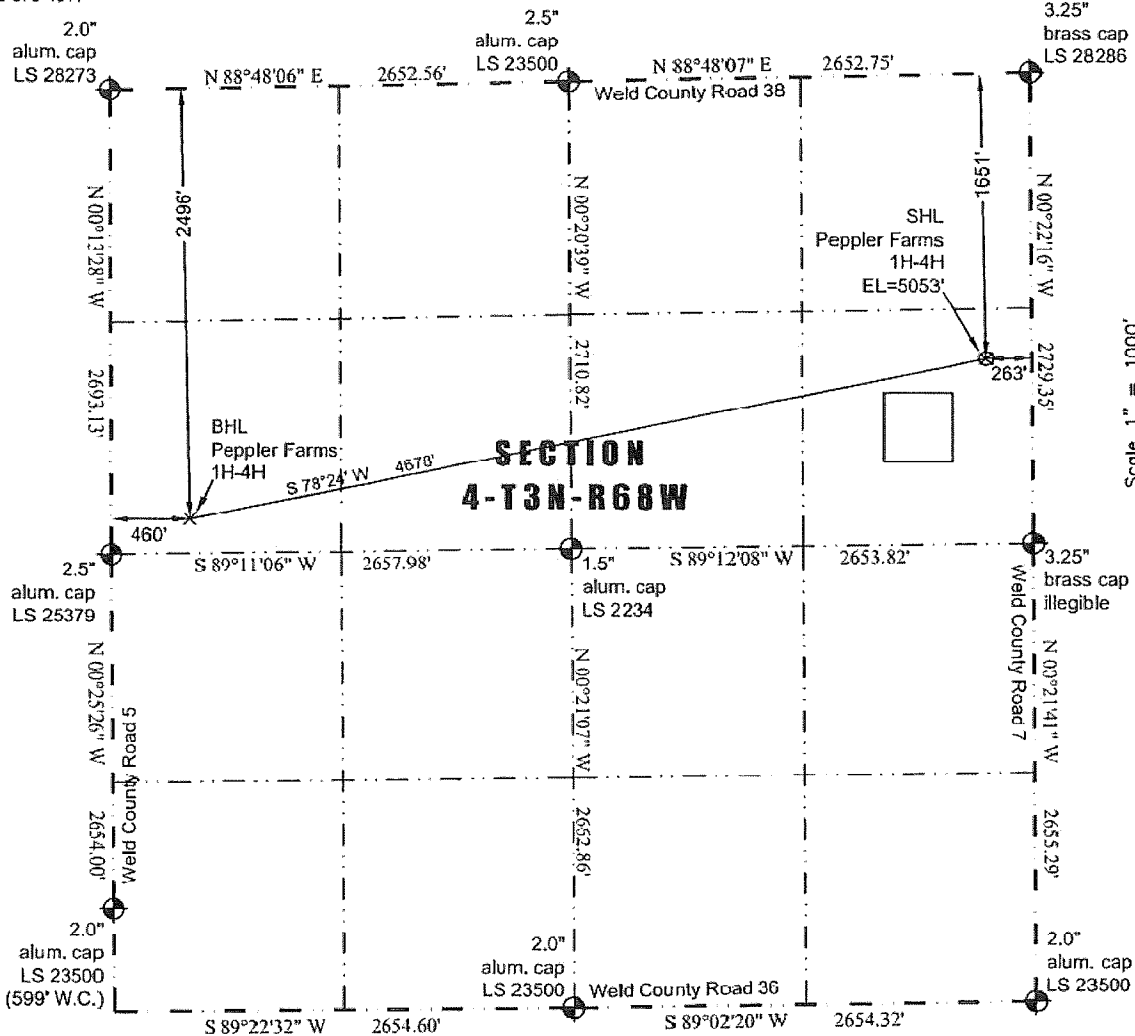 2.0"
alum. cap
LS 28273
2.5"
alum. cap
LS 23500
3.25"
brass cap
LS 28286
N 88°48'06" E 2652.56'
N 88°48'07" E 2652.75'
Weld County Road 38
2496'
1651'
N 00°13'28" W 2693.13'
N 00°20'39" W 2710.82'
N 00°22'16" W 2729.35'
SHL
Peppler Farms
1H-4H
EL=5053'
263'
Scale 1" = 1000'
BHL
Peppler Farms
1H-4H
S 78°24' W 4678'
SECTION
4-T3N-R68W
460'
2.5"
alum. cap
LS 25379
S 89°11'06" W 2657.98'
1.5"
alum. cap
LS 2234
S 89°12'08" W 2653.82'
3.25"
brass cap
illegible
Weld County Road 7
N 00°25'26" W 2654.00'
Weld County Road 5
N 00°21'07" W 2662.86'
N 00°21'41" W 2655.29'
2.0"
alum. cap
LS 23500
(599' W.C.)
2.0"
alum. cap
LS 23500
Weld County Road 36
2.0"
alum. cap
LS 23500
S 89°22'32" W 2654.60'
S 89°02'20" W 2654.32'